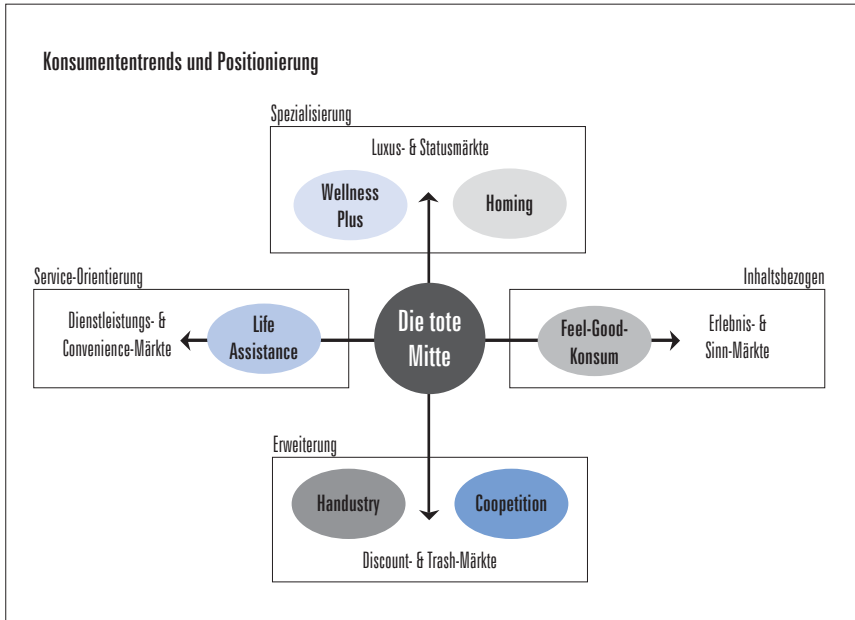 Konsumententrends und Positionierung
Spezialisierung
Luxus- & Statusmärkte
Wellness
Plus
Homing
Service-Orientierung
Dienstleistungs- &
Convenience-Märkte
Life
Assistance
Die tote
Mitte
Inhaltsbezogen
Feel-Good-
Konsum
Erlebnis- &
Sinn-Märkte
Erweiterung
Handustry
Coopetition
Discount- & Trash-Märkte